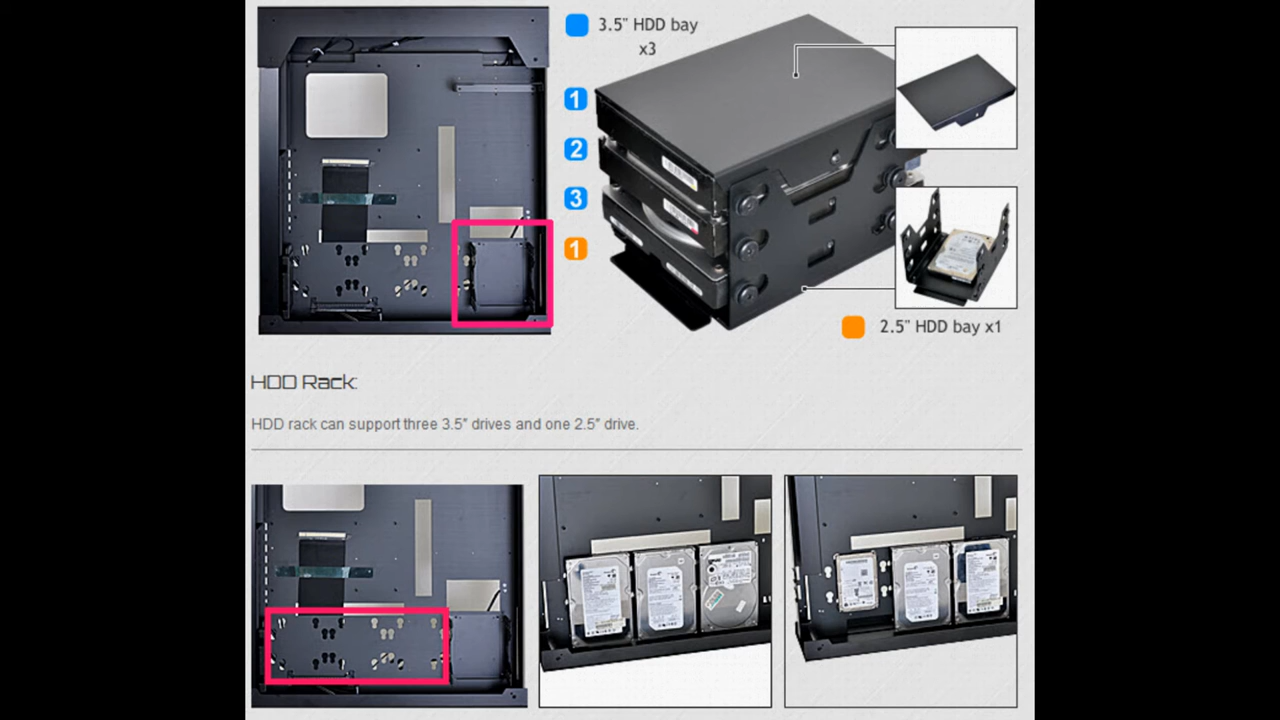 3.5" HDD bay
x3
1
2
3
1
2.5" HDD bay x1
HDD Rack:
HDD rack can support three 3.5" drives and one 2.5" drive.